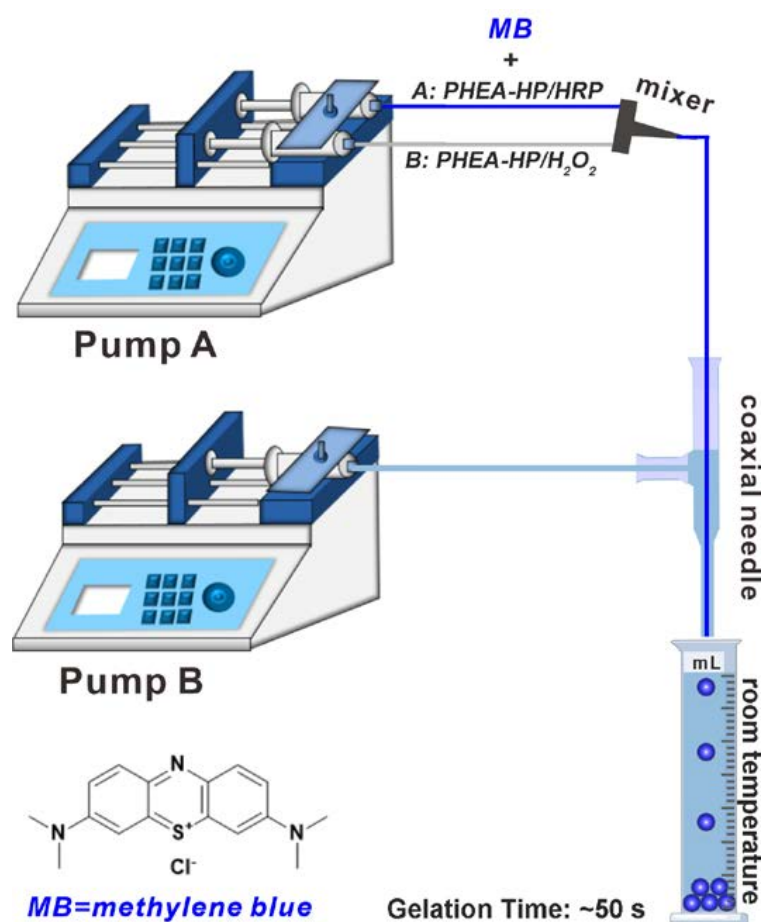 MB
+
A: PHEA-HP/HRP
mixer
B: PHEA-HP/H₂O₂
Pump A
coaxial needle
Pump B
mL
room temperature
N
N
S⁺
N
Cl⁻
MB=methylene blue
Gelation Time: ~50 s